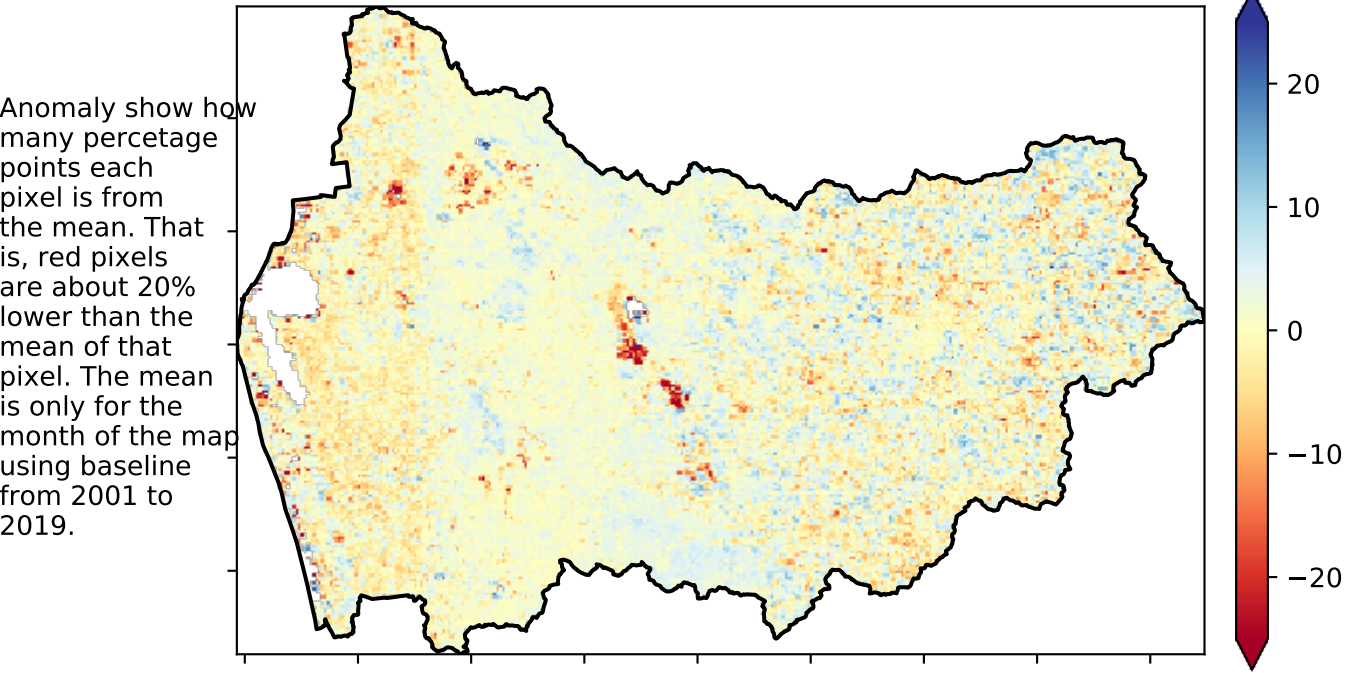 Anomaly show how
many percetage
points each
pixel is from
the mean. That
is, red pixels
are about 20%
lower than the
mean of that
pixel. The mean
is only for the
month of the map
using baseline
from 2001 to
2019.
20
10
0
−10
−20